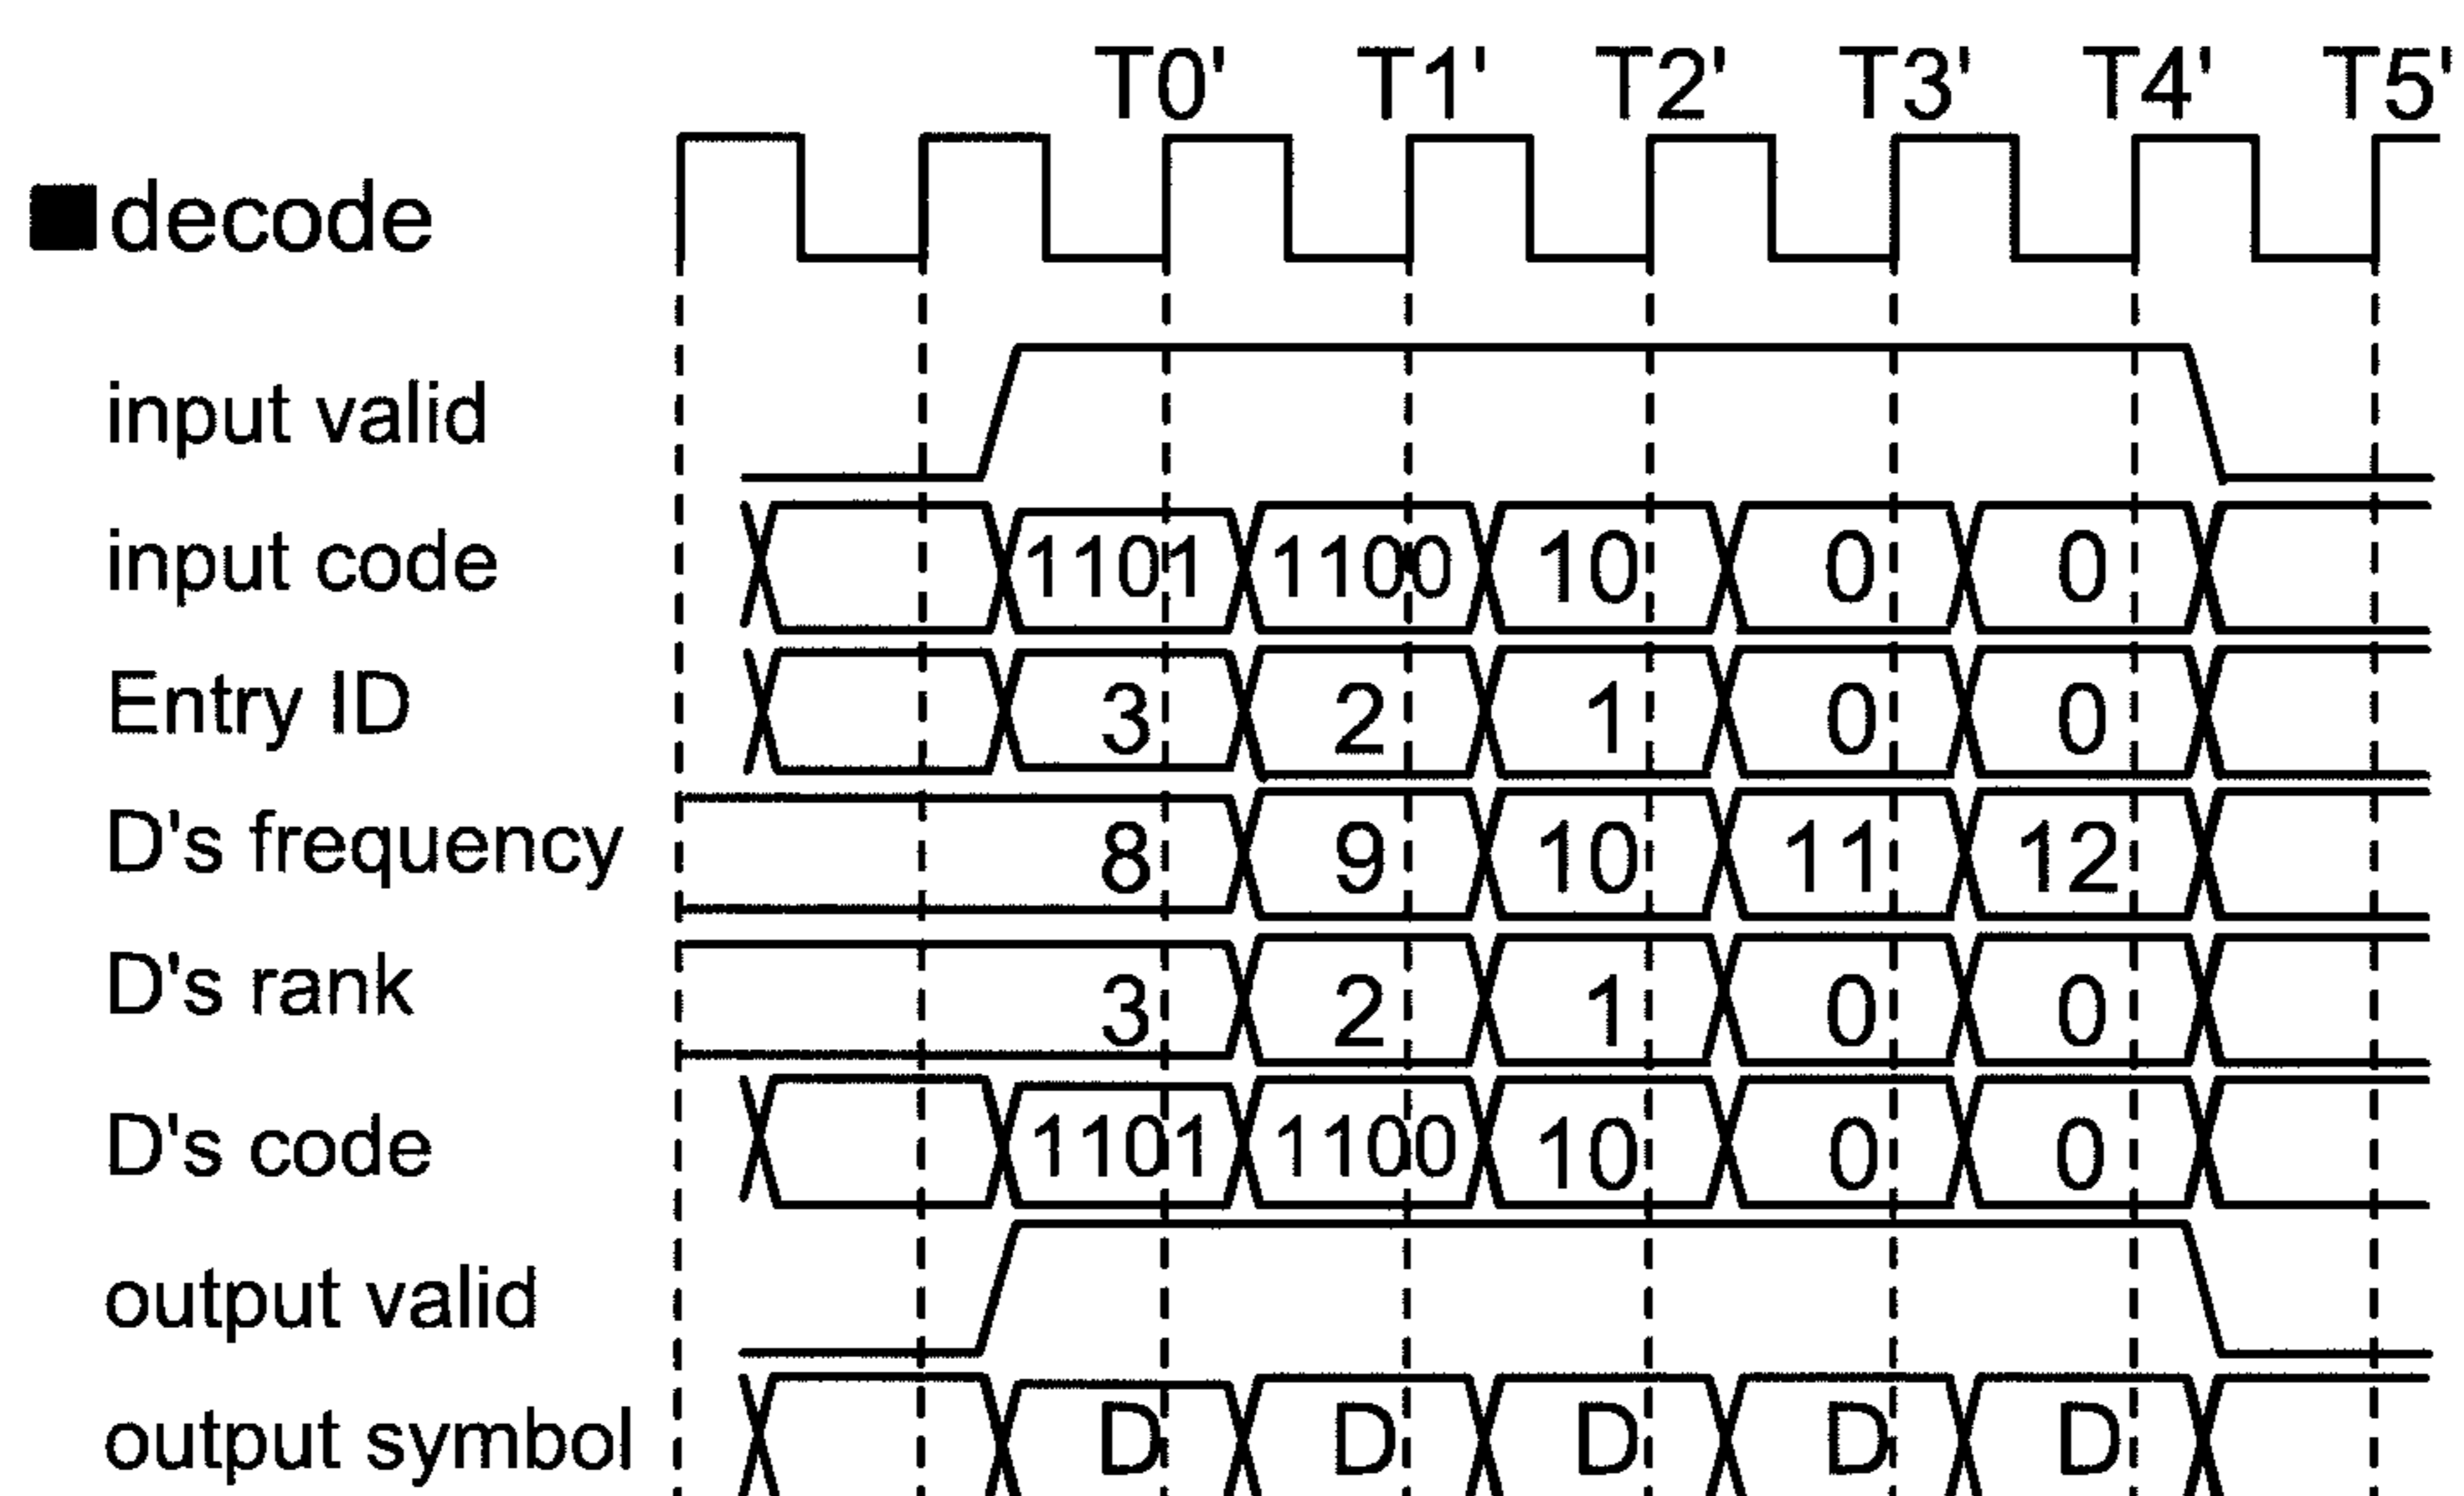 T0' T1' T2' T3' T4' T5'
decode
input valid
input code 1101 1100 10 0 0
Entry ID 3 2 1 0 0
D's frequency 8 9 10 11 12
D's rank 3 2 1 0 0
D's code 1101 1100 10 0 0
output valid
output symbol D D D D D